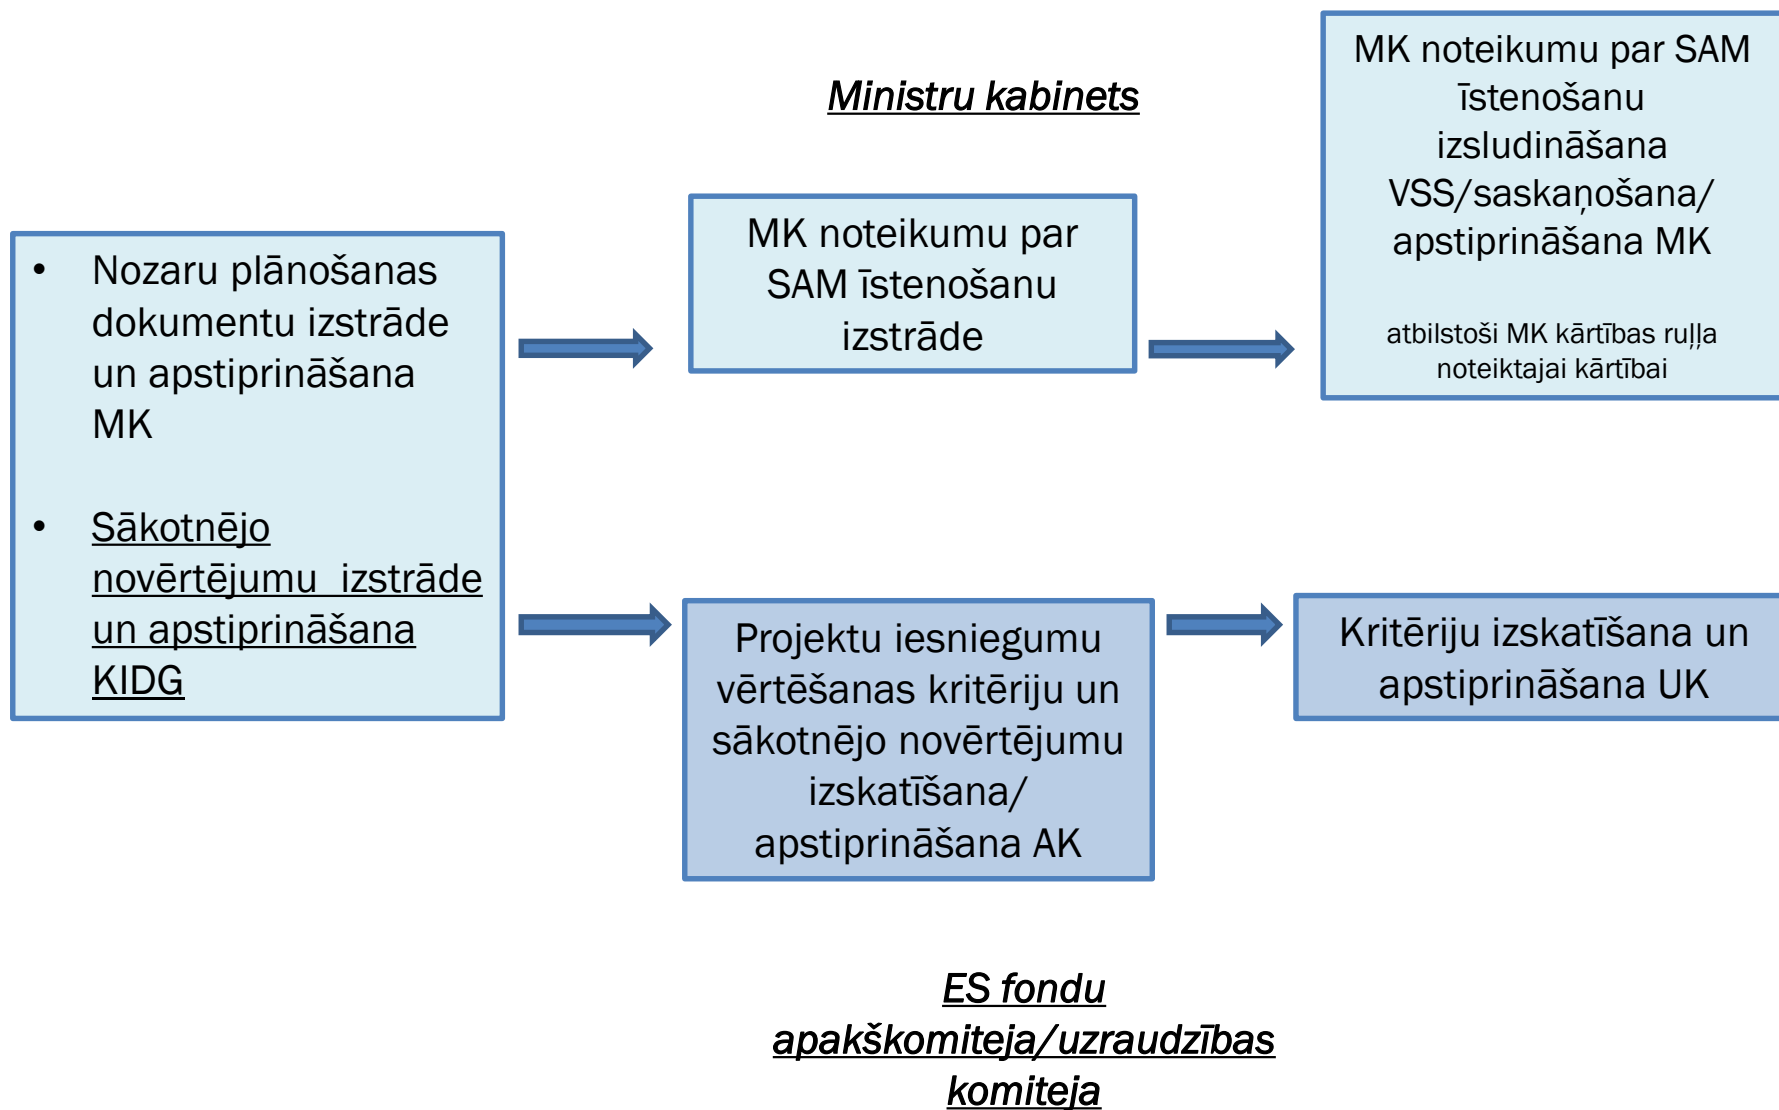 Ministru kabinets
MK noteikumu par SAM
īstenošanu
izsludināšana
VSS/saskaņošana/
apstiprināšana MK
atbilstoši MK kārtības ruļļa
noteiktajai kārtībai
MK noteikumu par
SAM īstenošanu
izstrāde
• Nozaru plānošanas
dokumentu izstrāde
un apstiprināšana
MK
• Sākotnējo
novērtējumu izstrāde
un apstiprināšana
KIDG
Projektu iesniegumu
vērtēšanas kritēriju un
sākotnējo novērtējumu
izskatīšana/
apstiprināšana AK
Kritēriju izskatīšana un
apstiprināšana UK
ES fondu
apakškomiteja/uzraudzības
komiteja